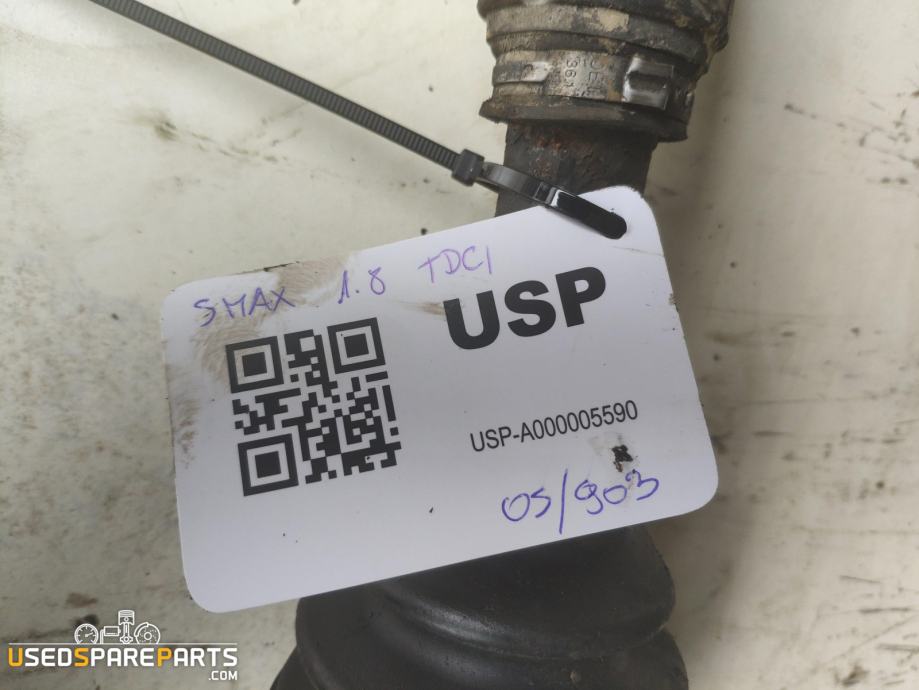 SMAX 1.8 TDCI
USP
USP-A000005590
05/903
USEDSPAREPARTS
.COM